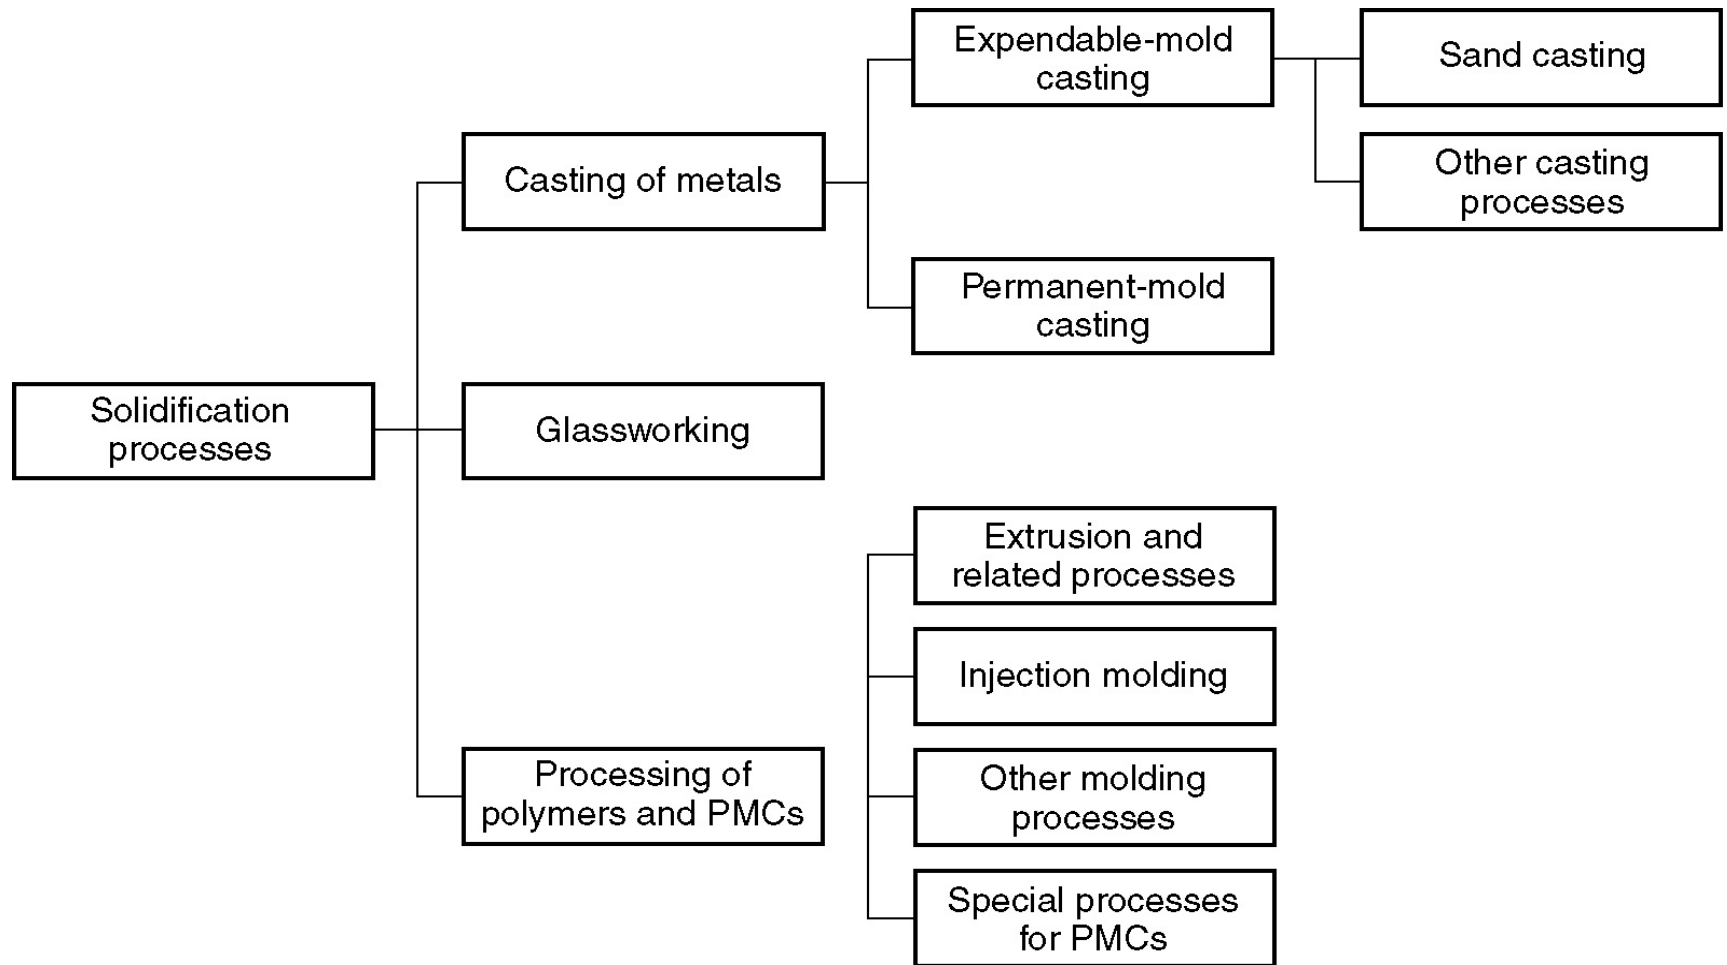 Expendable-mold
casting
Sand casting
Other casting
processes
Casting of metals
Permanent-mold
casting
Solidification
processes
Glassworking
Extrusion and
related processes
Injection molding
Processing of
polymers and PMCs
Other molding
processes
Special processes
for PMCs